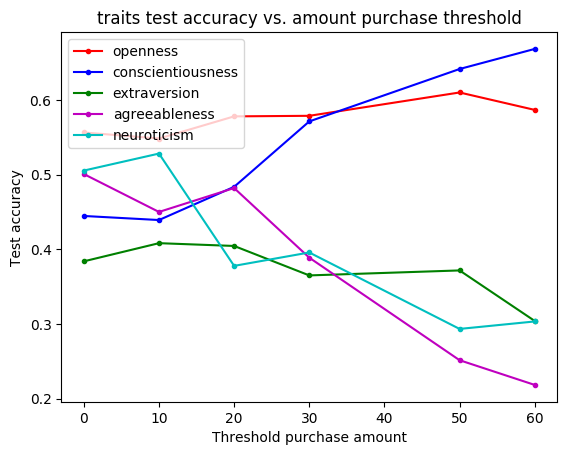 traits test accuracy vs. amount purchase threshold
openness
conscientiousness
extraversion
agreeableness
neuroticism
Test accuracy
0.6
0.5
0.4
0.3
0.2
0 10 20 30 40 50 60
Threshold purchase amount